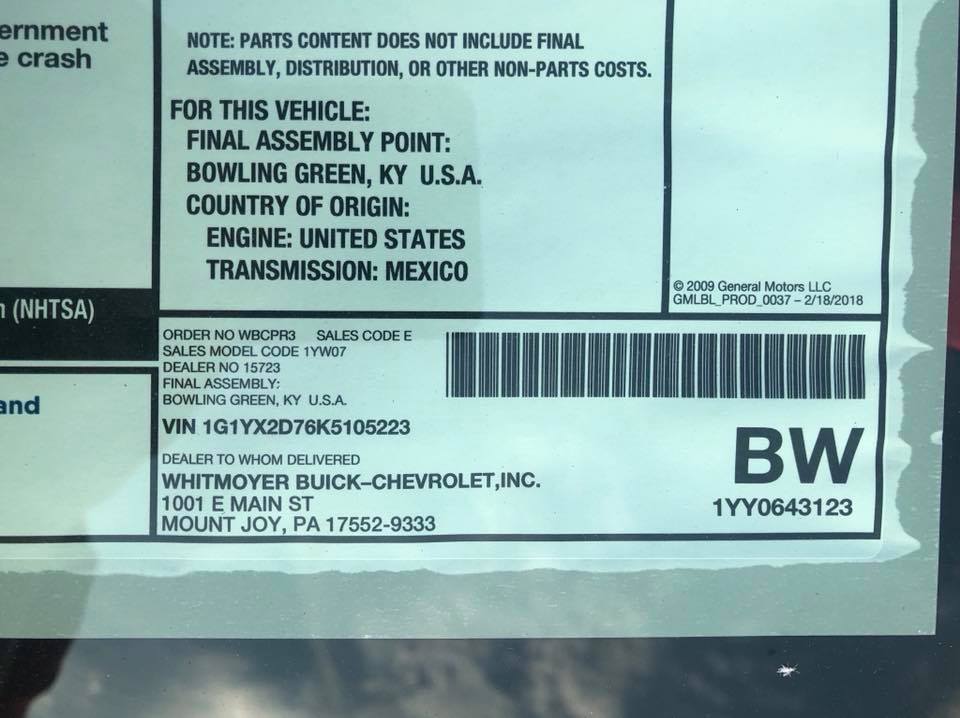 ernment
e crash
n (NHTSA)
and
NOTE: PARTS CONTENT DOES NOT INCLUDE FINAL
ASSEMBLY, DISTRIBUTION, OR OTHER NON-PARTS COSTS.
FOR THIS VEHICLE:
FINAL ASSEMBLY POINT:
BOWLING GREEN, KY U.S.A.
COUNTRY OF ORIGIN:
ENGINE: UNITED STATES
TRANSMISSION: MEXICO
© 2009 General Motors LLC
GMLBL_PROD_0037 - 2/18/2018
ORDER NO WBCPR3 SALES CODE E
SALES MODEL CODE 1YW07
DEALER NO 15723
FINAL ASSEMBLY:
BOWLING GREEN, KY U.S.A.
VIN 1G1YX2D76K5105223
DEALER TO WHOM DELIVERED
WHITMOYER BUICK-CHEVROLET,INC.
1001 E MAIN ST
MOUNT JOY, PA 17552-9333
BW
1YY0643123